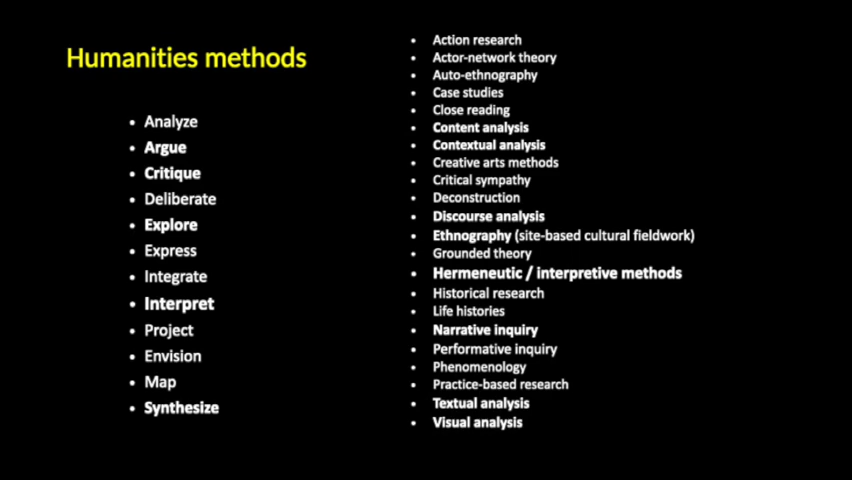 Humanities methods
• Analyze
• Argue
• Critique
• Deliberate
• Explore
• Express
• Integrate
• Interpret
• Project
• Envision
• Map
• Synthesize
• Action research
• Actor-network theory
• Auto-ethnography
• Case studies
• Close reading
• Content analysis
• Contextual analysis
• Creative arts methods
• Critical sympathy
• Deconstruction
• Discourse analysis
• Ethnography (site-based cultural fieldwork)
• Grounded theory
• Hermeneutic / interpretive methods
• Historical research
• Life histories
• Narrative inquiry
• Performative inquiry
• Phenomenology
• Practice-based research
• Textual analysis
• Visual analysis